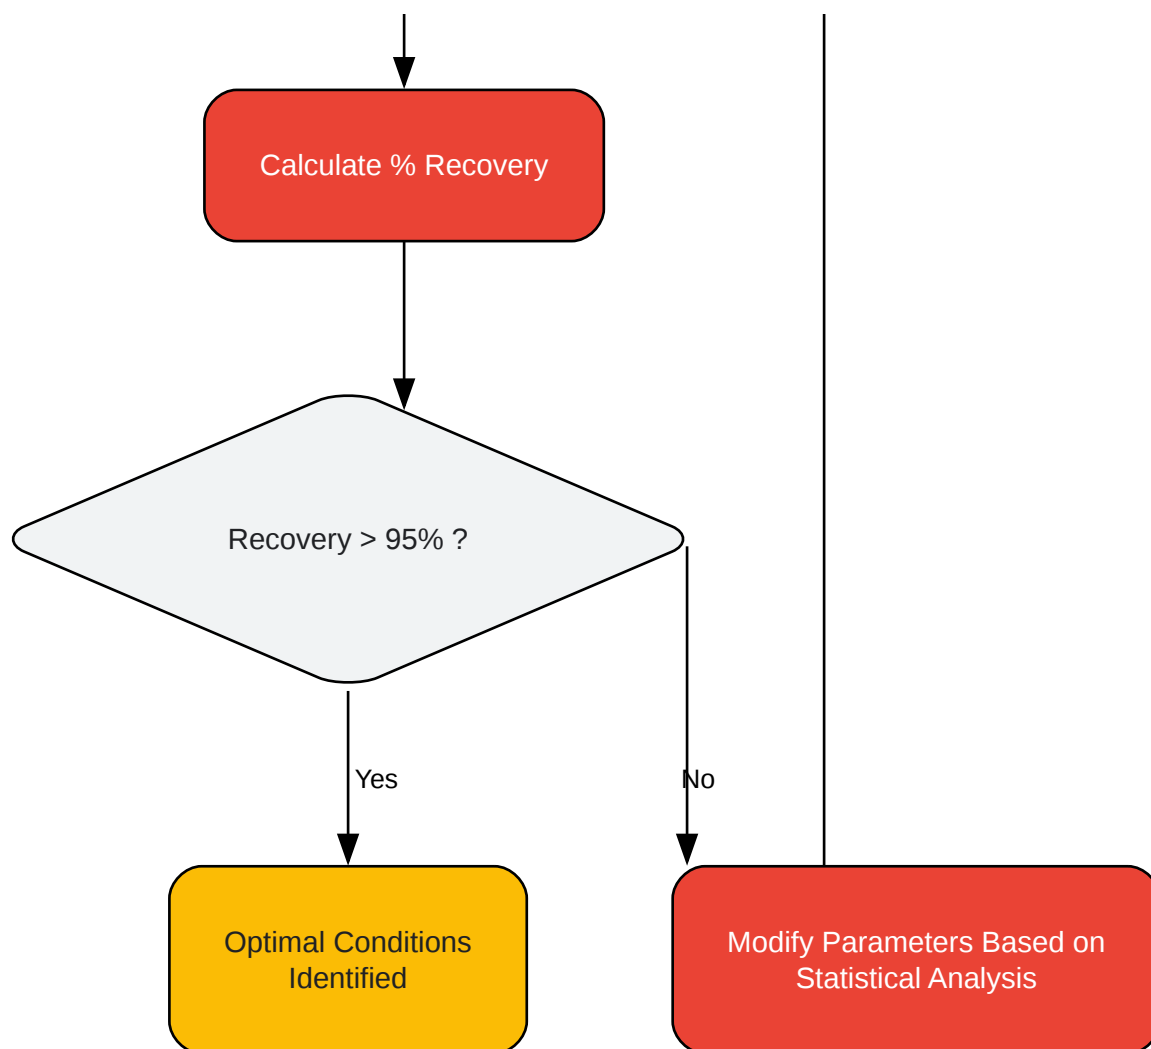 Calculate % Recovery
Recovery > 95% ?
Yes
No
Optimal Conditions
Identified
Modify Parameters Based on
Statistical Analysis